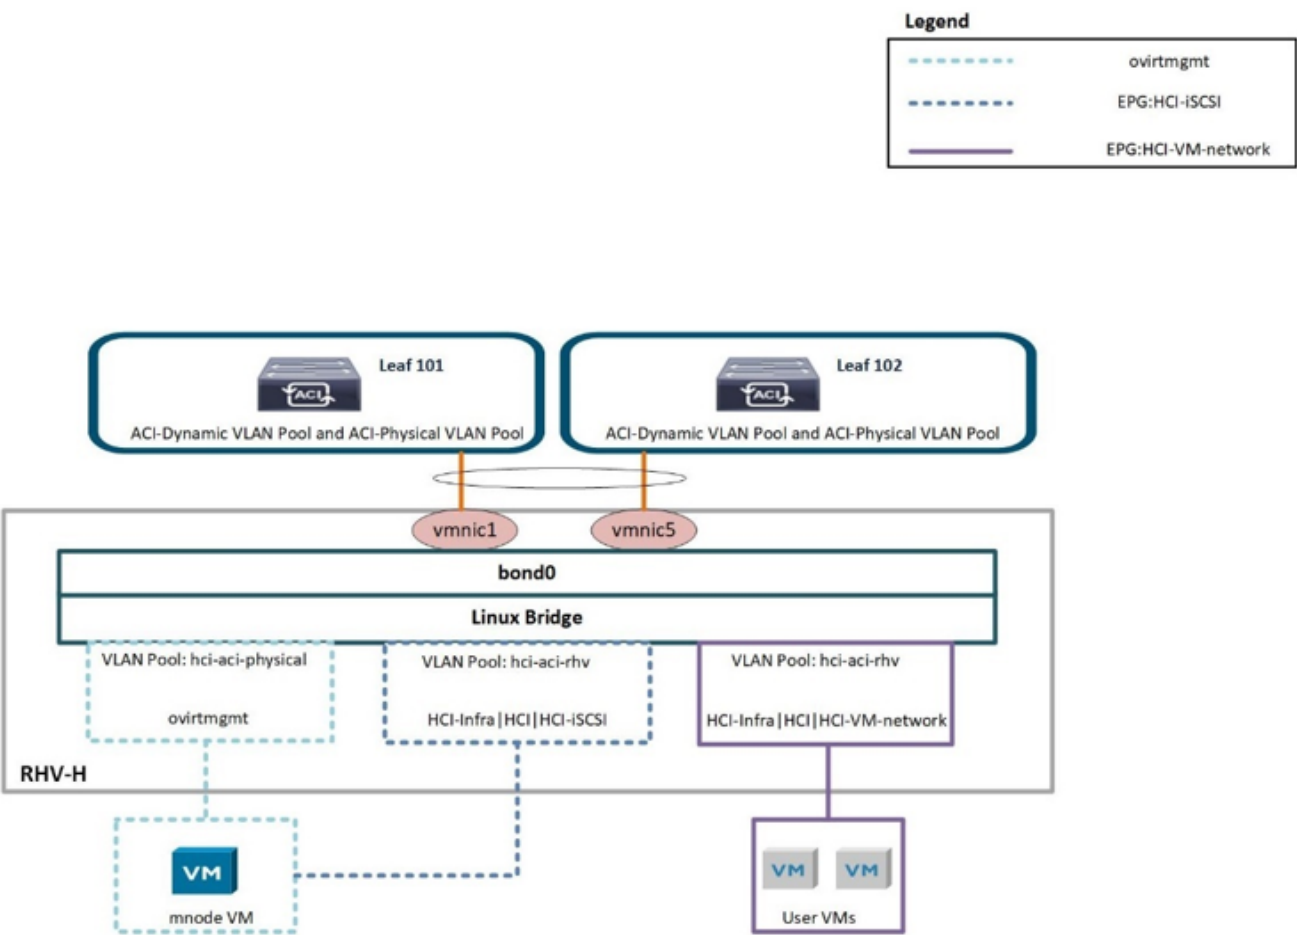 Legend
ovirtmgmt
EPG:HCI-iSCSI
EPG:HCI-VM-network
Leaf 101
ACI
ACI-Dynamic VLAN Pool and ACI-Physical VLAN Pool
Leaf 102
ACI
ACI-Dynamic VLAN Pool and ACI-Physical VLAN Pool
vmnic1
vmnic5
bond0
Linux Bridge
VLAN Pool: hci-aci-physical
ovirtmgmt
VLAN Pool: hci-aci-rhv
HCI-Infra|HCI|HCI-iSCSI
VLAN Pool: hci-aci-rhv
HCI-Infra|HCI|HCI-VM-network
RHV-H
VM
mnode VM
VM
VM
User VMs